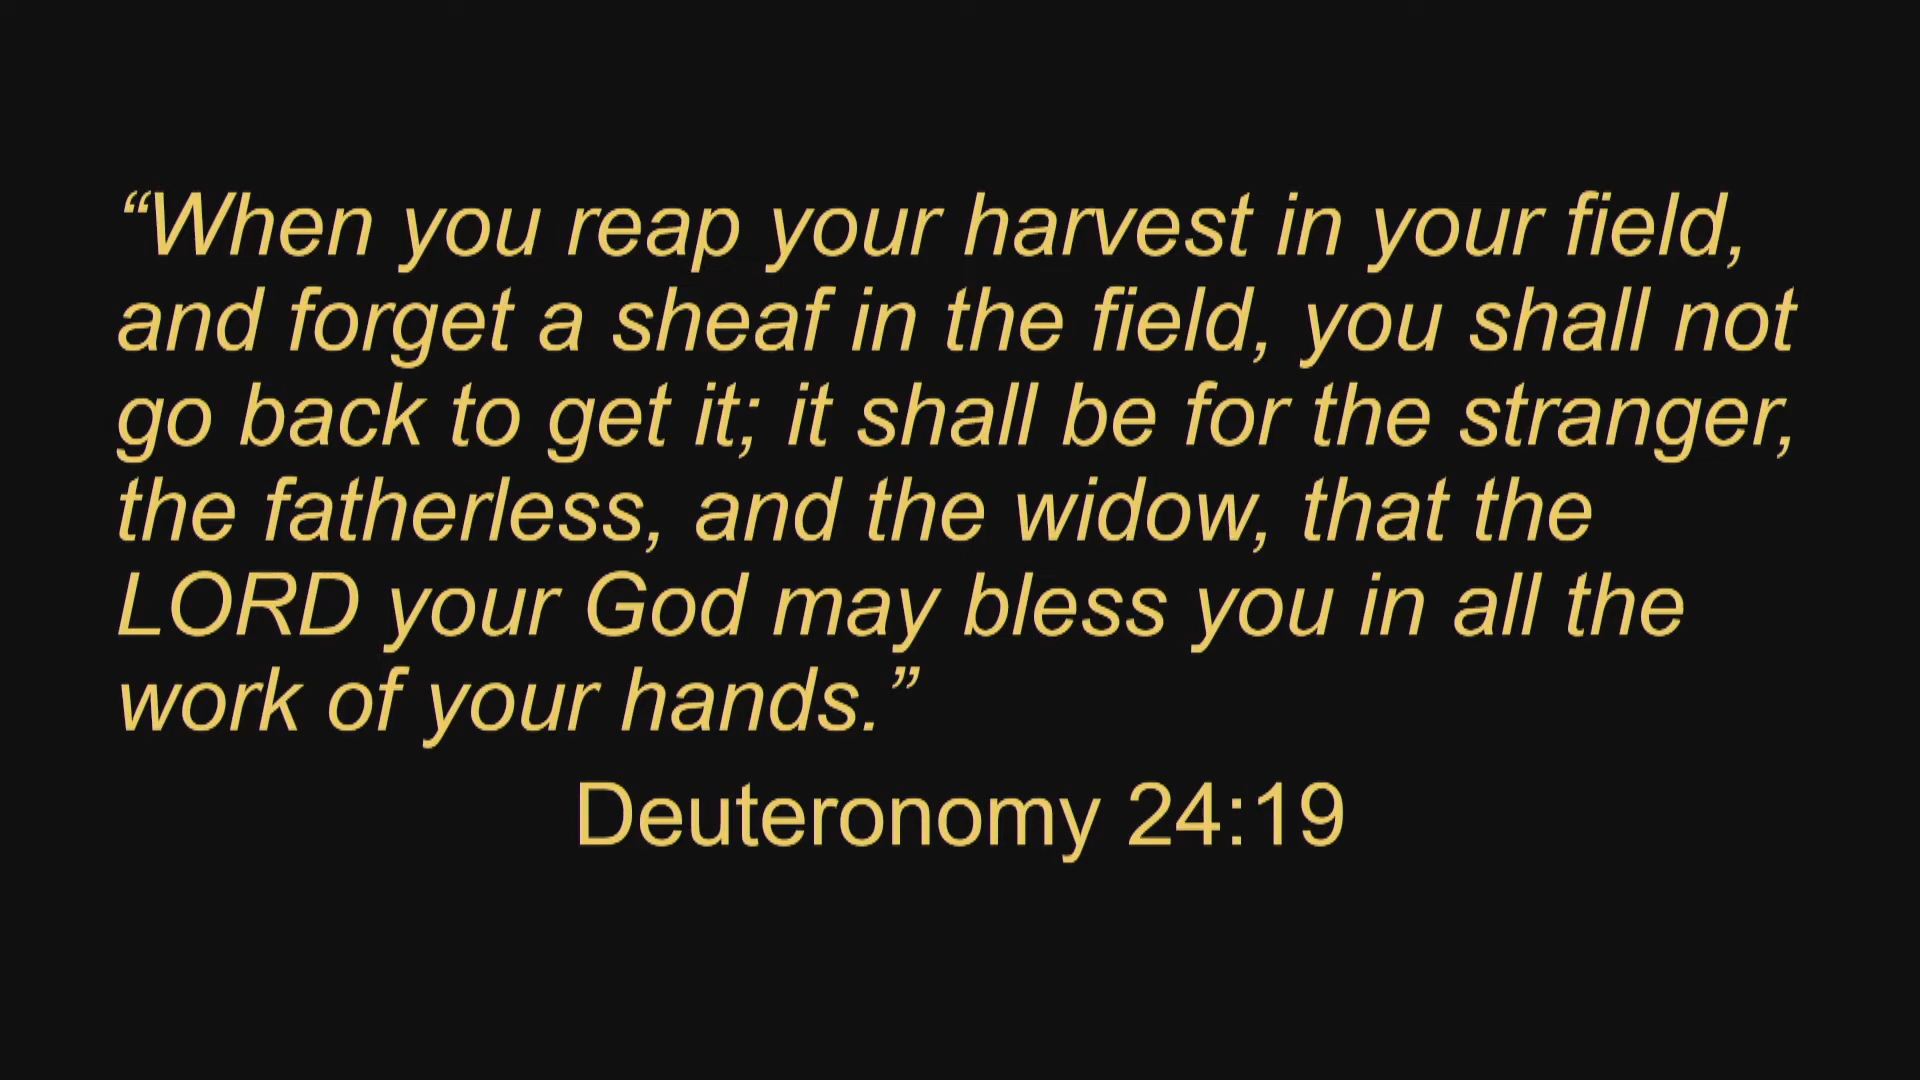 “When you reap your harvest in your field,
and forget a sheaf in the field, you shall not
go back to get it; it shall be for the stranger,
the fatherless, and the widow, that the
LORD your God may bless you in all the
work of your hands.”
Deuteronomy 24:19